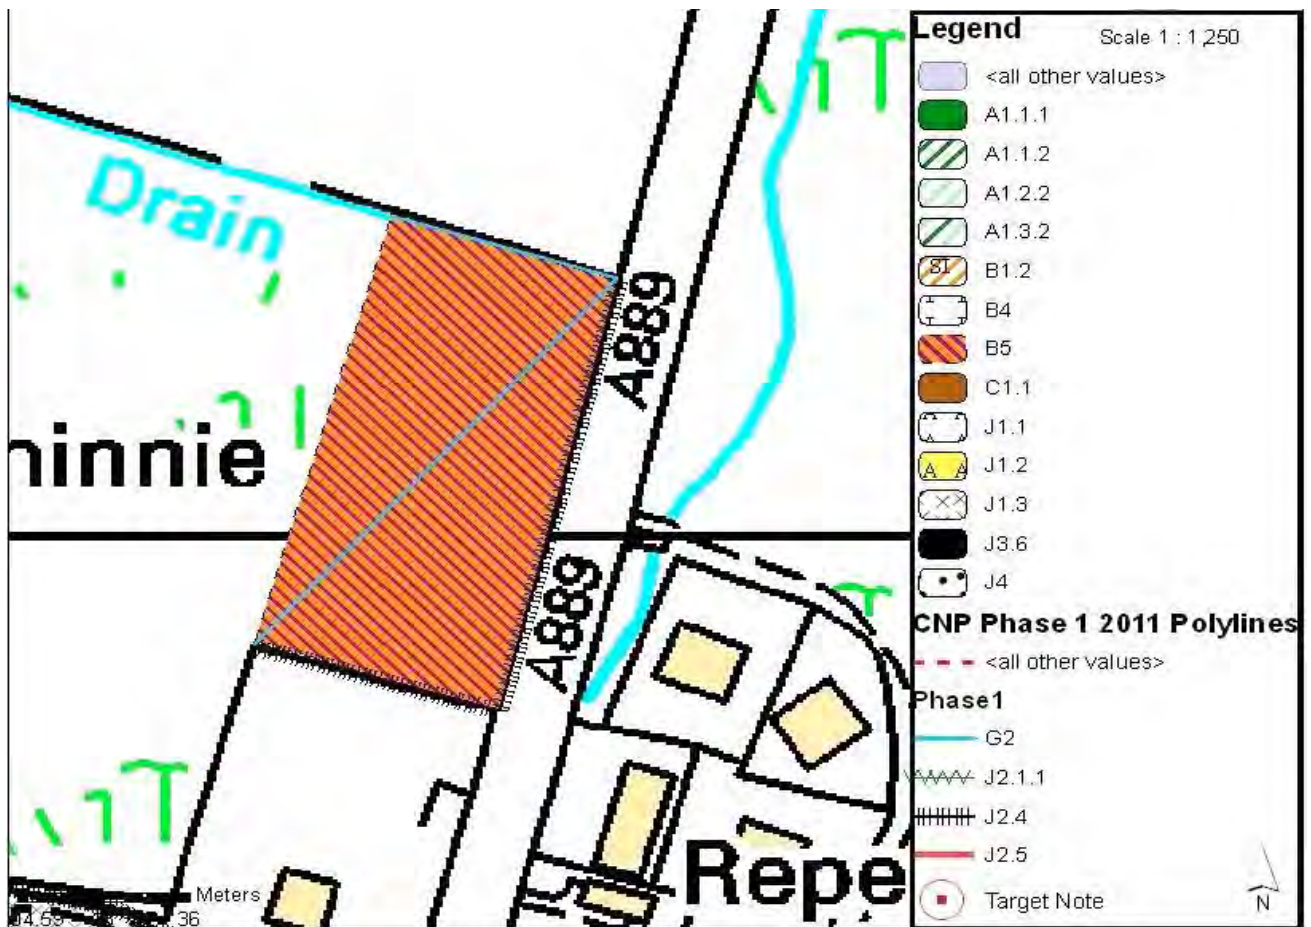 Drain
A889
ninnie
A889
Repe
Meters
36
Legend
Scale 1 : 1,250
<all other values>
A1.1.1
A1.1.2
A1.2.2
A1.3.2
SI B1.2
B4
B5
C1.1
J1.1
A A J1.2
J1.3
J3.6
J4
CNP Phase 1 2011 Polylines
<all other values>
Phase1
G2
J2.1.1
J2.4
J2.5
Target Note
N